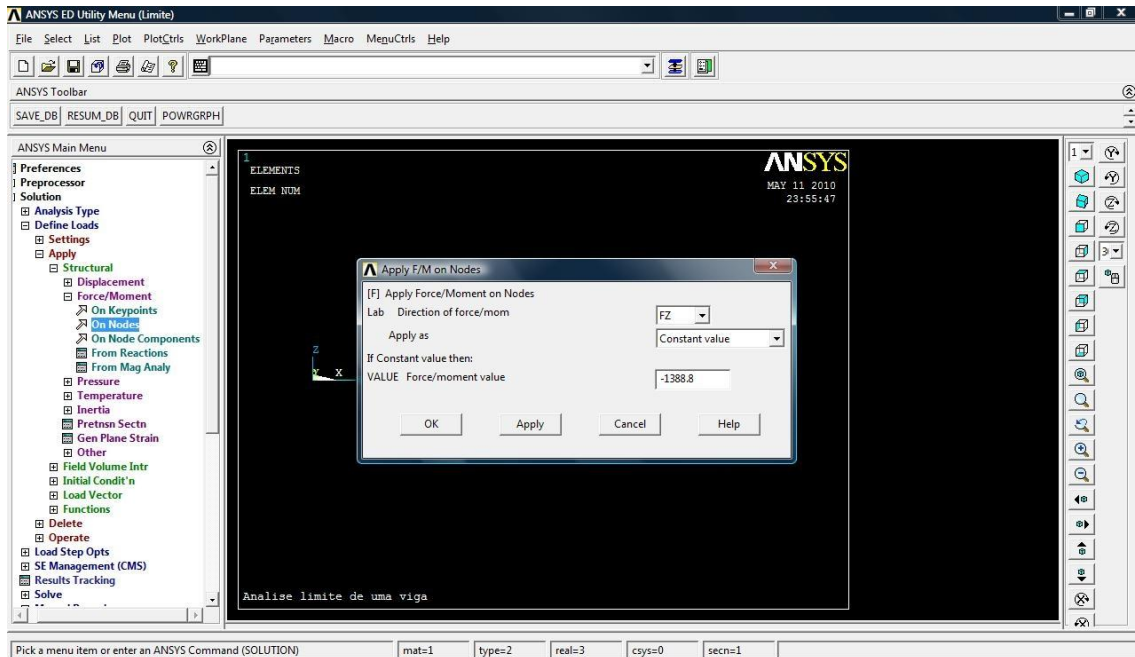 ANSYS ED Utility Menu (Limite)
File Select List Plot PlotCtrls WorkPlane Parameters Macro MenuCtrls Help
ANSYS Toolbar
SAVE_DB RESUM_DB QUIT POWRGRPH
ANSYS Main Menu
Preferences
Preprocessor
Solution
Analysis Type
Define Loads
Settings
Apply
Structural
Displacement
Force/Moment
On Keypoints
On Nodes
On Node Components
From Reactions
From Mag Analy
Pressure
Temperature
Inertia
Pretnsn Sectn
Gen Plane Strain
Other
Field Volume Intr
Initial Condit'n
Load Vector
Functions
Delete
Operate
Load Step Opts
SE Management (CMS)
Results Tracking
Solve
1
ELEMENTS
ELEM NUM
ANSYS
MAY 11 2010
23:55:47
Z
Y X
Apply F/M on Nodes
[F] Apply Force/Moment on Nodes
Lab Direction of force/mom FZ
Apply as Constant value
If Constant value then:
VALUE Force/moment value -1388.8
OK Apply Cancel Help
Analise limite de uma viga
1
Pick a menu item or enter an ANSYS Command (SOLUTION) mat=1 type=2 real=3 csys=0 secn=1